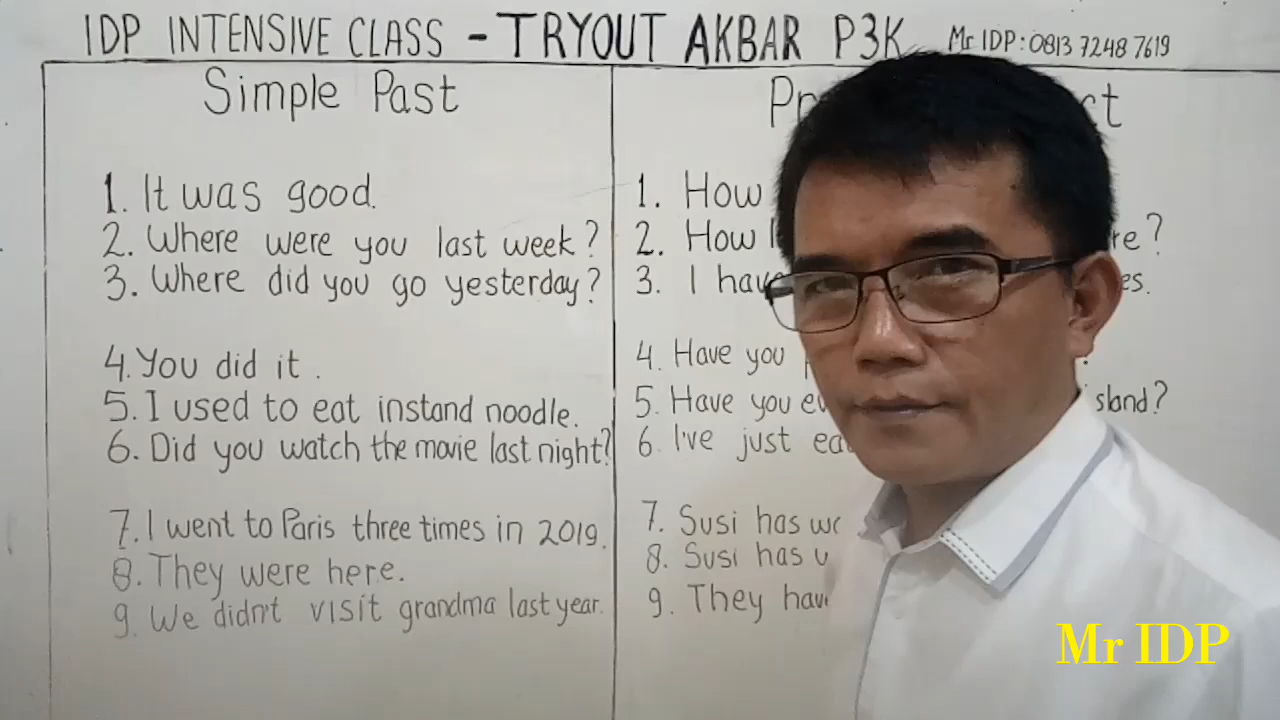 IDP INTENSIVE CLASS - TRYOUT AKBAR P3K Mr IDP : 0813 7248 7619
Simple Past
1. It was good.
2. Where were you last week?
3. Where did you go yesterday?
4. You did it.
5. I used to eat instand noodle.
6. Did you watch the movie last night?
7. I went to Paris three times in 2019.
8. They were here.
9. We didn't visit grandma last year.
1. How
2. How
3. I
4. Have you
5. Have you
6. I've just
7. Susi has
8. Susi has
9. They
Mr IDP